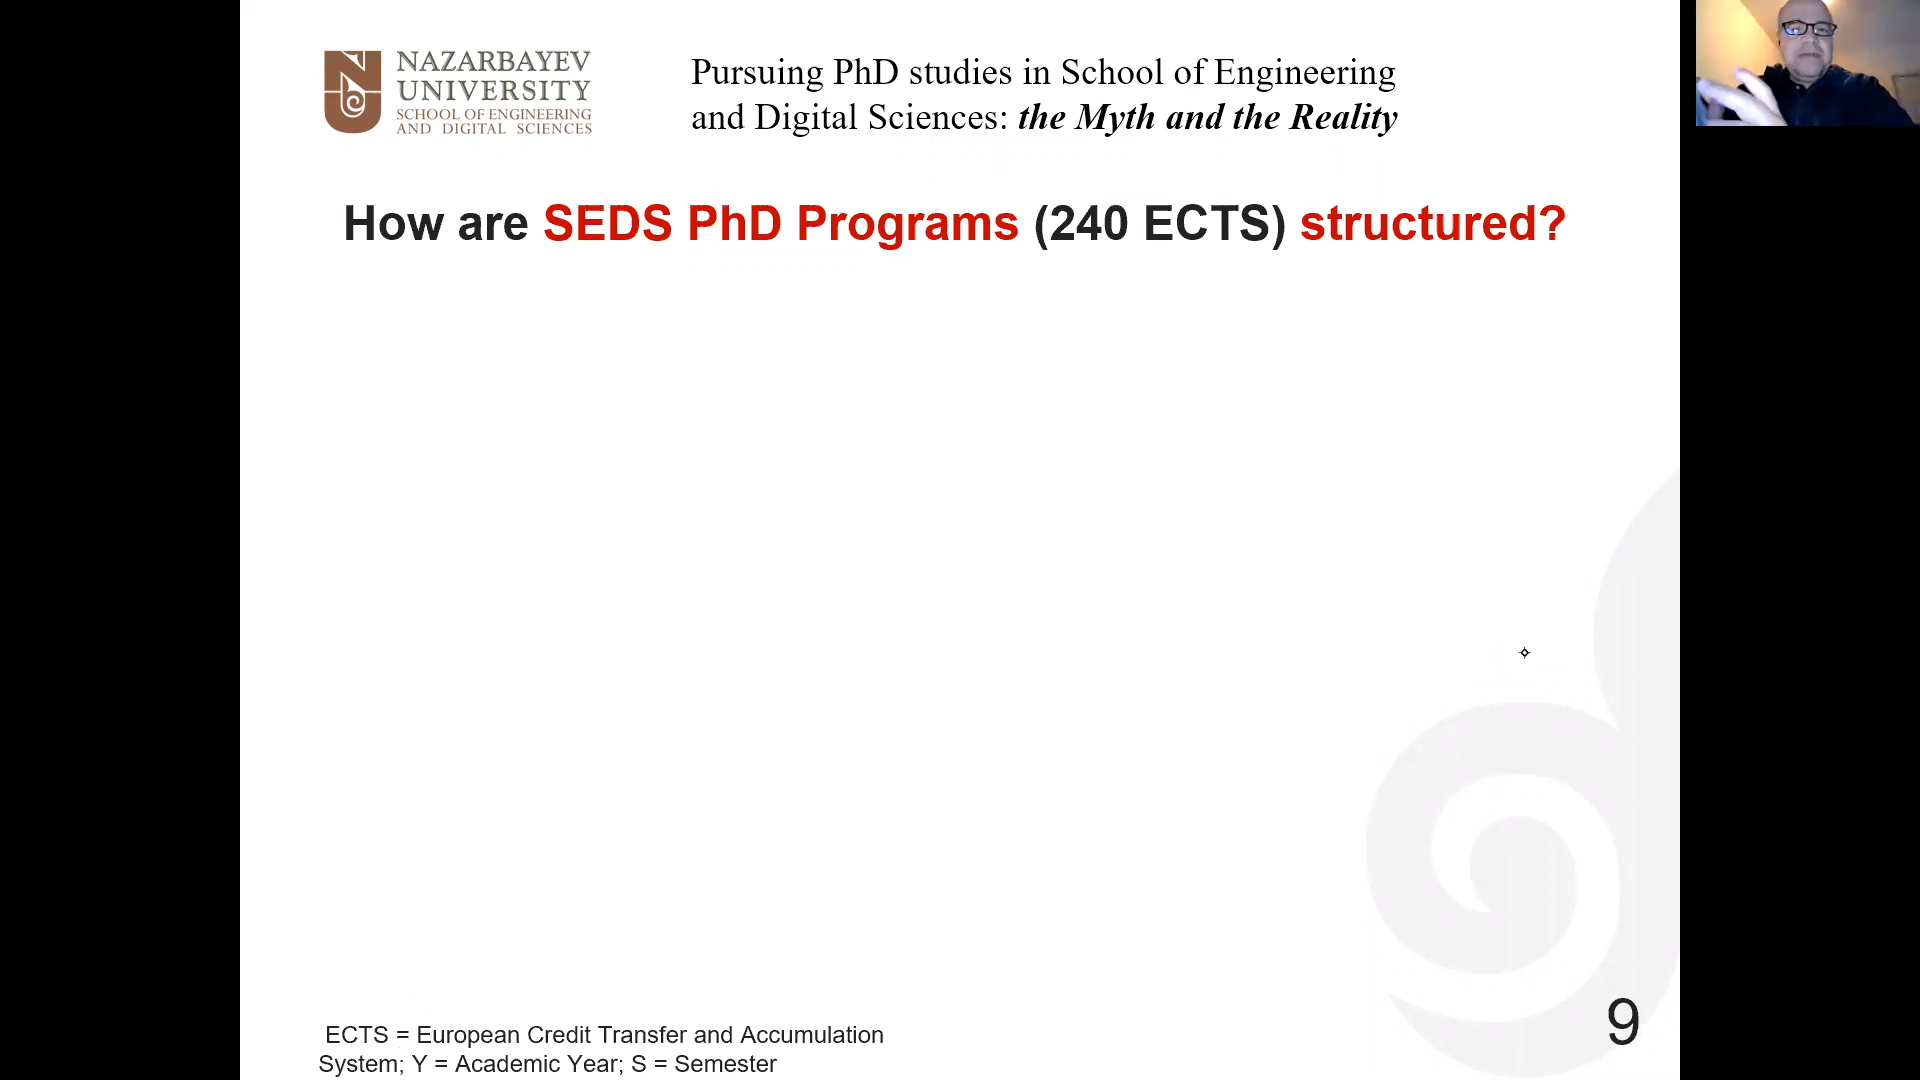 NAZARBAYEV
UNIVERSITY
SCHOOL OF ENGINEERING
AND DIGITAL SCIENCES
Pursuing PhD studies in School of Engineering
and Digital Sciences: the Myth and the Reality
How are SEDS PhD Programs (240 ECTS) structured?
ECTS = European Credit Transfer and Accumulation
System; Y = Academic Year; S = Semester
9